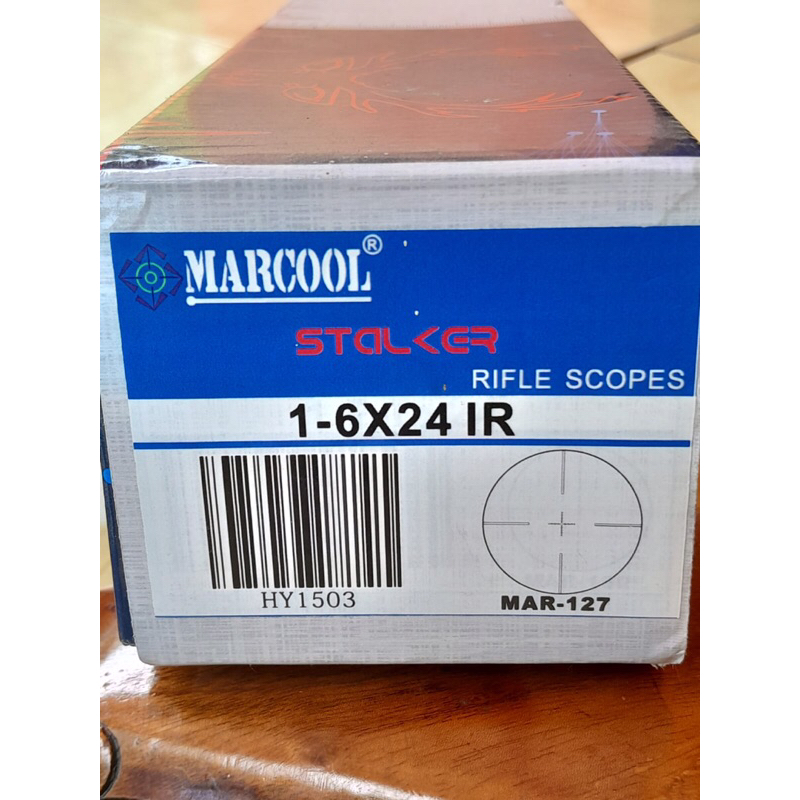 MARCOOL®
STALKER
RIFLE SCOPES
1-6X24 IR
HY1503
MAR-127